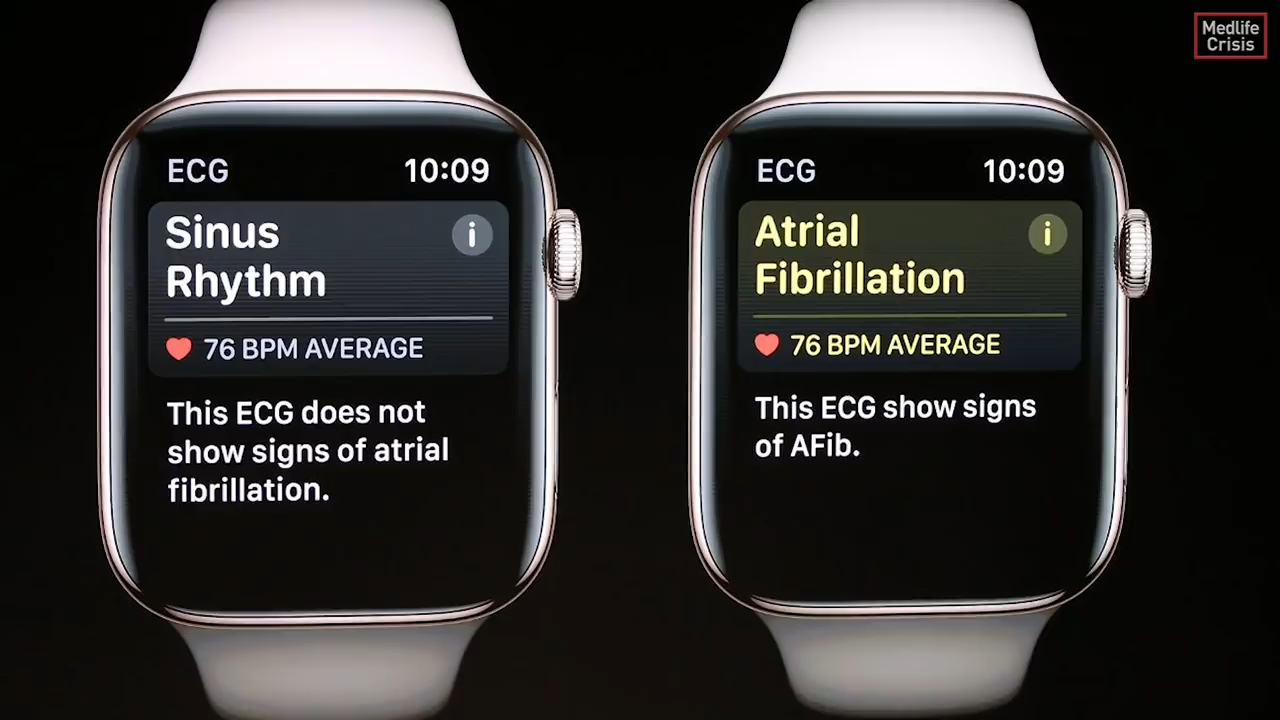 Medlife
Crisis
ECG 10:09
Sinus
Rhythm
i
76 BPM AVERAGE
This ECG does not
show signs of atrial
fibrillation.
ECG 10:09
Atrial
Fibrillation
i
76 BPM AVERAGE
This ECG show signs
of AFib.